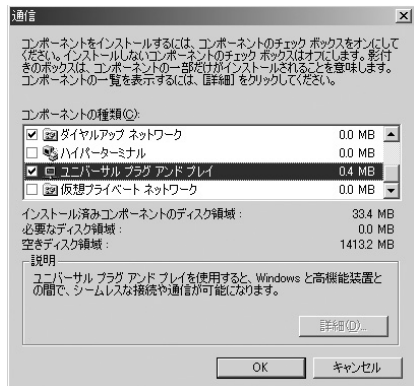 通信
コンポーネントをインストールするには、コンポーネントのチェック ボックスをオンにして
ください。インストールしないコンポーネントのチェック ボックスはオフにします。影付
きのボックスは、コンポーネントの一部だけがインストールされることを意味します。
コンポーネントの一覧を表示するには、[詳細] をクリックしてください。
コンポーネントの種類(C):
ダイヤルアップ ネットワーク 0.0 MB
ハイパーターミナル 0.0 MB
ユニバーサル プラグ アンド プレイ 0.4 MB
仮想プライベート ネットワーク 0.0 MB
インストール済みコンポーネントのディスク領域: 33.4 MB
必要なディスク領域: 0.0 MB
空きディスク領域: 1413.2 MB
説明
ユニバーサル プラグ アンド プレイを使用すると、Windows と高機能装置と
の間で、シームレスな接続や通信が可能になります。
詳細(D)...
OK キャンセル